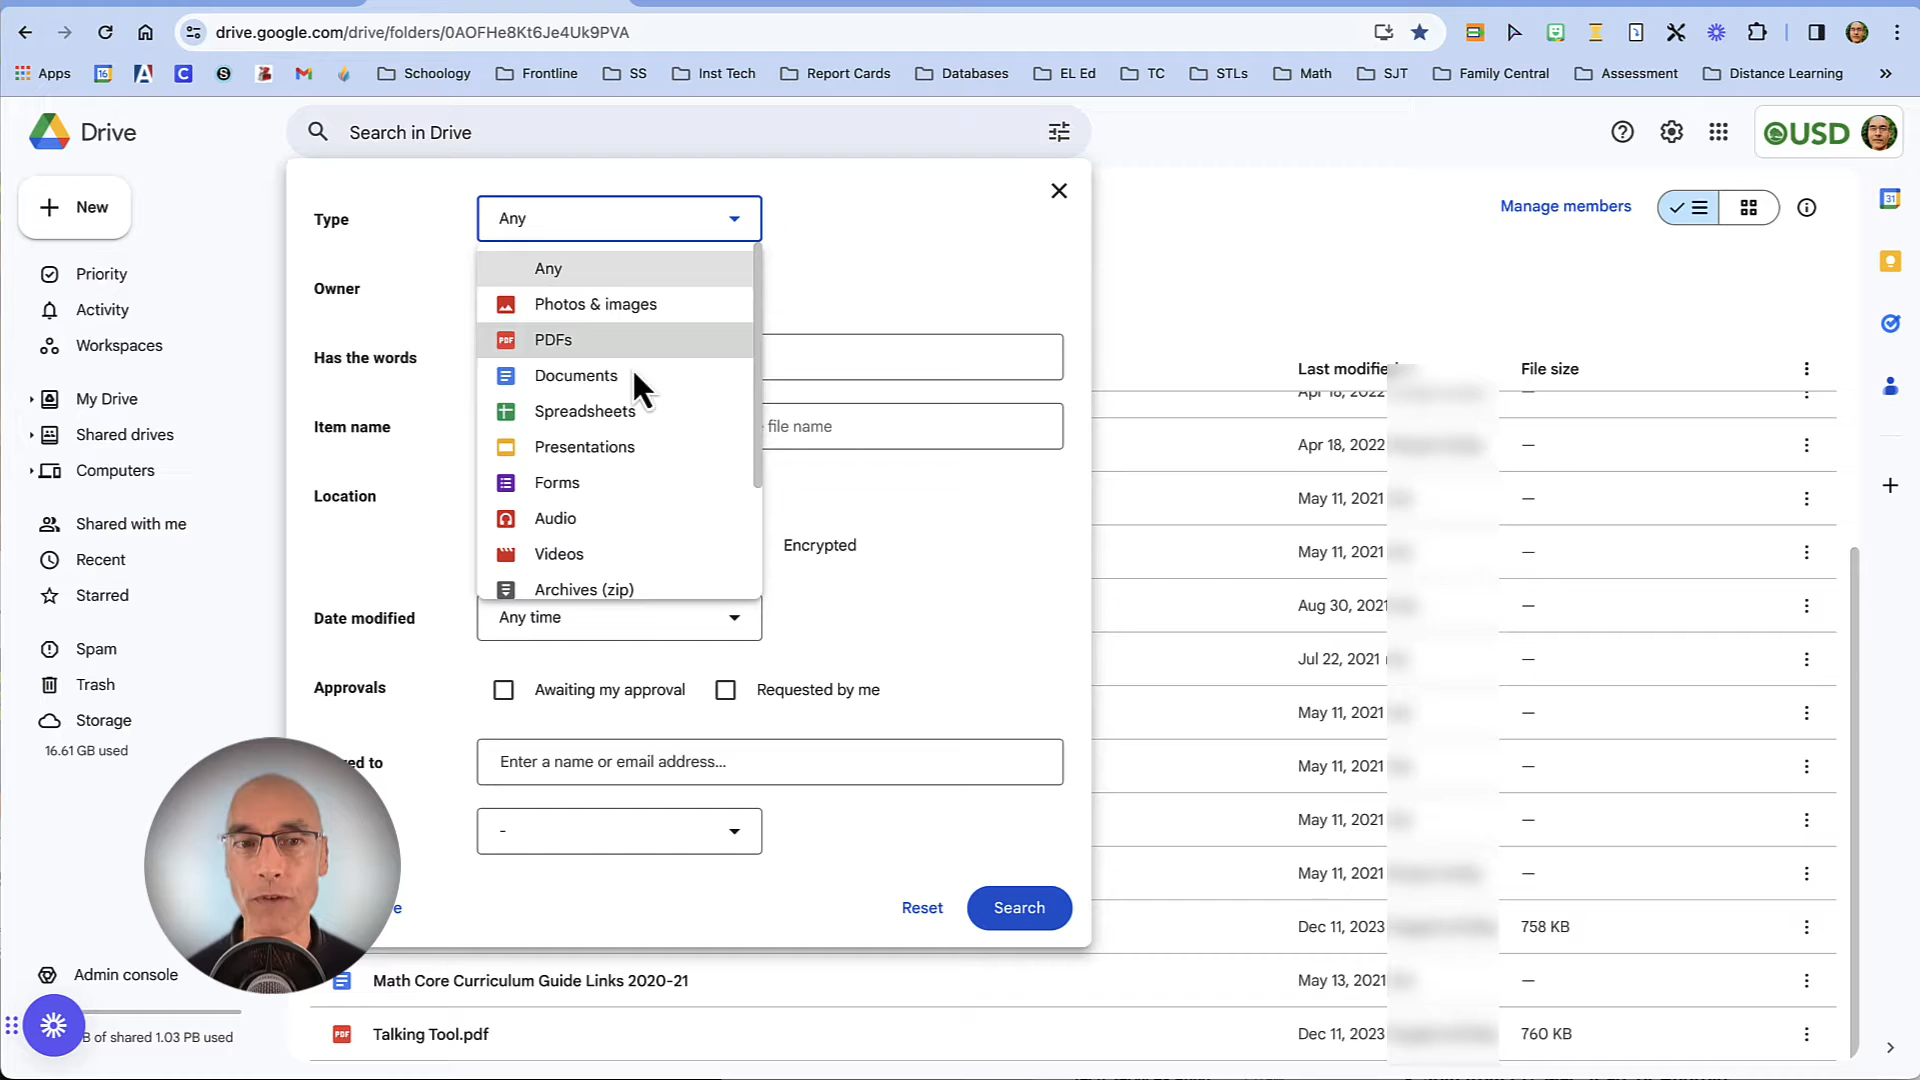 drive.google.com/drive/folders/0AOFHe8Kt6Je4Uk9PVA
Apps
Schoology
Frontline
SS
Inst Tech
Report Cards
Databases
EL Ed
TC
STLs
Math
SJT
Family Central
Assessment
Distance Learning
Drive
Search in Drive
USD
New
Type
Any
Manage members
Any
Priority
Owner
Photos & images
Activity
PDFs
Workspaces
Has the words
Last modifie
File size
Documents
Apr 18, 2022
—
My Drive
Spreadsheets
Shared drives
Item name
file name
Presentations
Apr 18, 2022
—
Computers
Forms
Location
May 11, 2021
—
Shared with me
Audio
Encrypted
Recent
Videos
May 11, 2021
—
Starred
Archives (zip)
Aug 30, 2021
—
Date modified
Any time
Spam
Jul 22, 2021
—
Trash
Approvals
Awaiting my approval
Requested by me
Storage
May 11, 2021
—
16.61 GB used
ed to
Enter a name or email address...
May 11, 2021
—
-
May 11, 2021
—
May 11, 2021
—
e
Reset
Search
Dec 11, 2023
758 KB
Admin console
Math Core Curriculum Guide Links 2020-21
May 13, 2021
—
B of shared 1.03 PB used
Talking Tool.pdf
Dec 11, 2023
760 KB